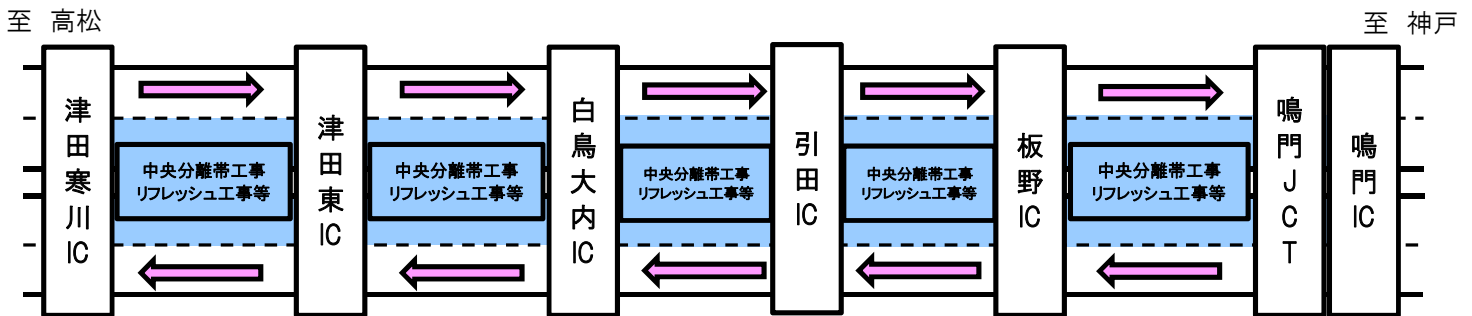 至 高松
至 神戸
津田寒川IC
中央分離帯工事
リフレッシュ工事等
津田東IC
中央分離帯工事
リフレッシュ工事等
白鳥大内IC
中央分離帯工事
リフレッシュ工事等
引田IC
中央分離帯工事
リフレッシュ工事等
板野IC
中央分離帯工事
リフレッシュ工事等
鳴門JCT
鳴門IC